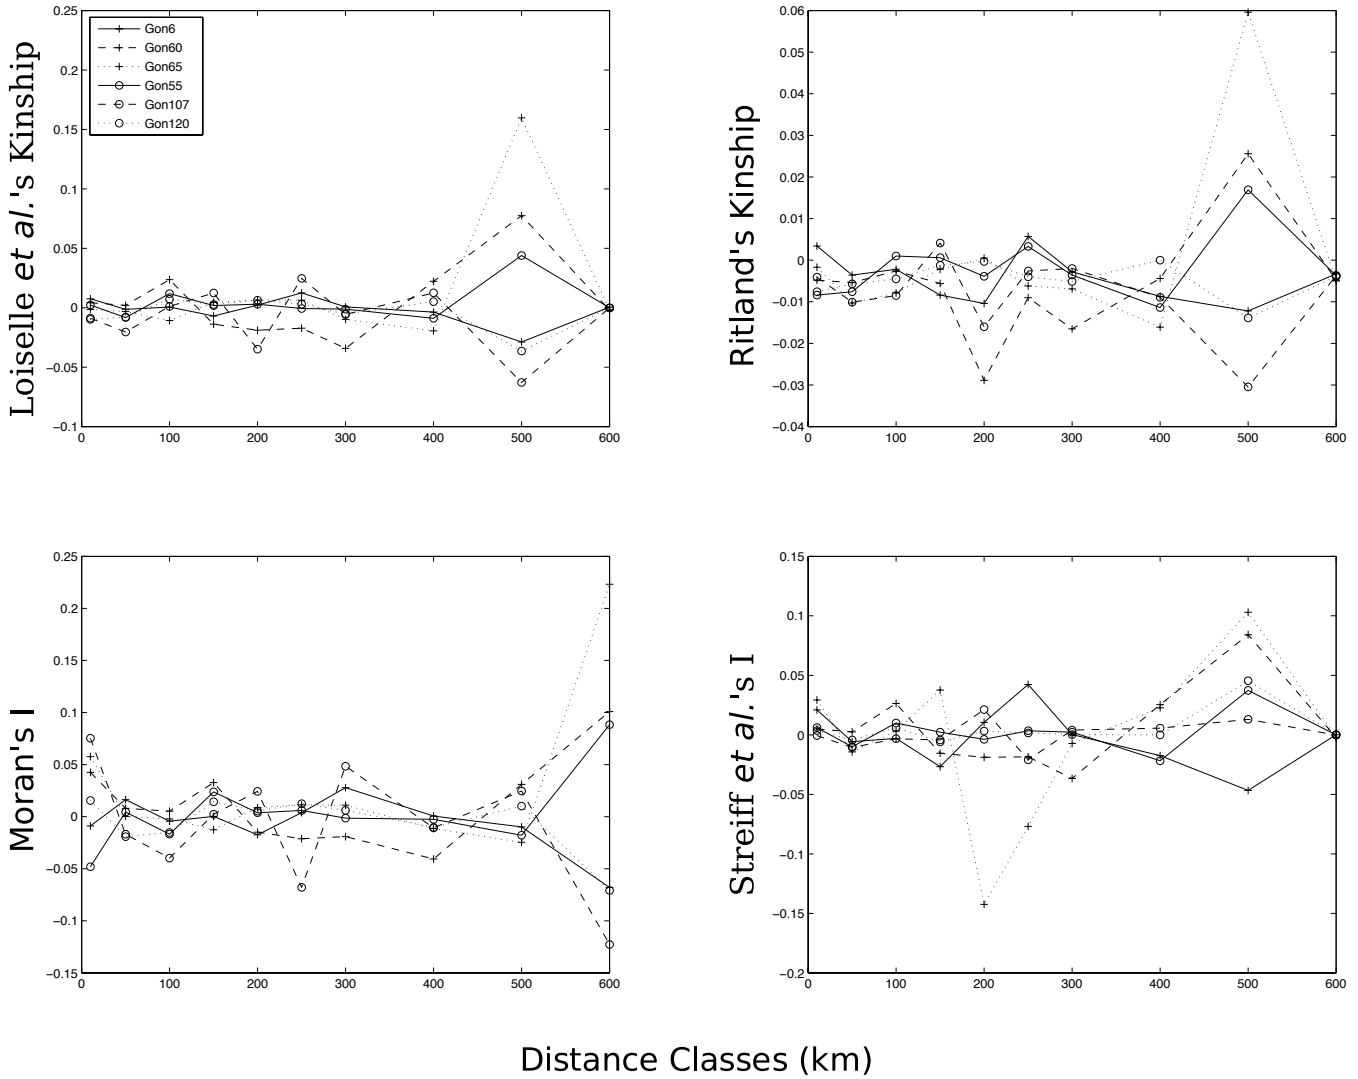 Loiselle et al.'s Kinship
0.25
0.2
0.15
0.1
0.05
0
−0.05
−0.1
0 100 200 300 400 500 600
Gon6
Gon60
Gon65
Gon55
Gon107
Gon120
Ritland's Kinship
0.06
0.05
0.04
0.03
0.02
0.01
0
−0.01
−0.02
−0.03
−0.04
0 100 200 300 400 500 600
Moran's I
0.25
0.2
0.15
0.1
0.05
0
−0.05
−0.1
−0.15
0 100 200 300 400 500 600
Streiff et al.'s I
0.15
0.1
0.05
0
−0.05
−0.1
−0.15
−0.2
0 100 200 300 400 500 600
Distance Classes (km)